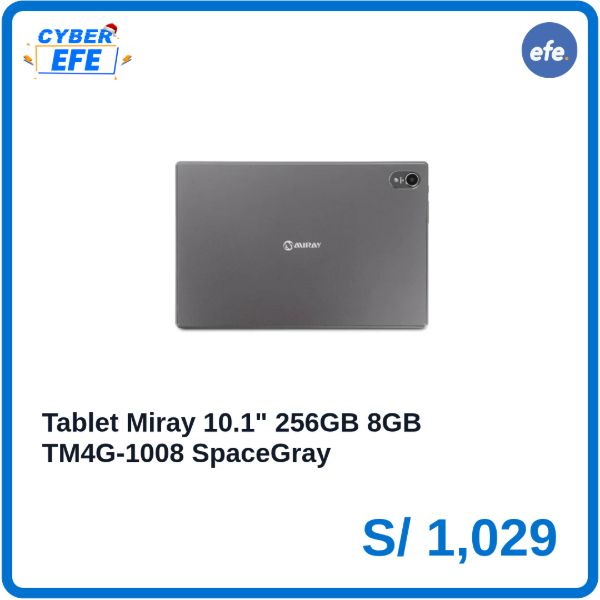 CYBER
EFE
efe.
MIRAY
Tablet Miray 10.1" 256GB 8GB
TM4G-1008 SpaceGray
S/ 1,029